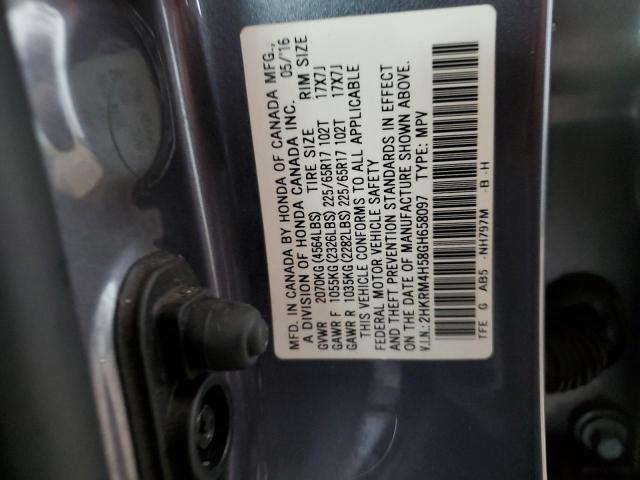 MFD. IN CANADA BY HONDA OF CANADA MFG.,
A DIVISION OF HONDA CANADA INC. 05/16
TIRE SIZE RIM SIZE
GVWR 2070KG(4564LBS)
GAWR F 1055KG(2326LBS) 225/65R17 102T 17X7J
GAWR R 1035KG(2282LBS) 225/65R17 102T 17X7J
THIS VEHICLE CONFORMS TO ALL APPLICABLE
FEDERAL MOTOR VEHICLE SAFETY
AND THEFT PREVENTION STANDARDS IN EFFECT
ON THE DATE OF MANUFACTURE SHOWN ABOVE.
V.I.N.:2HKRM4H58GH658097 TYPE: MPV
TFE G AB5 -NH797M -B -H